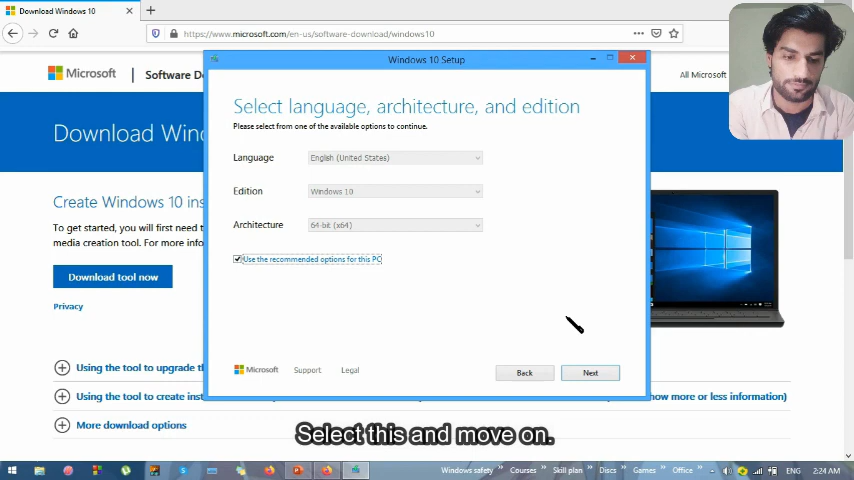 Download Windows 10
https://www.microsoft.com/en-us/software-download/windows10
Microsoft
Software Do
All Microsoft
Windows 10 Setup
Select language, architecture, and edition
Please select from one of the available options to continue.
Language
English (United States)
Edition
Windows 10
Architecture
64-bit (x64)
Use the recommended options for this PC
Microsoft
Support
Legal
Back
Next
Download Wind
Create Windows 10 ins
To get started, you will first need t
media creation tool. For more infor
Download tool now
Privacy
Using the tool to upgrade th
Using the tool to create inst
how more or less information)
More download options
Select this and move on.
Windows safety
Courses
Skill plan
Discs
Games
Office
ENG
2:24 AM